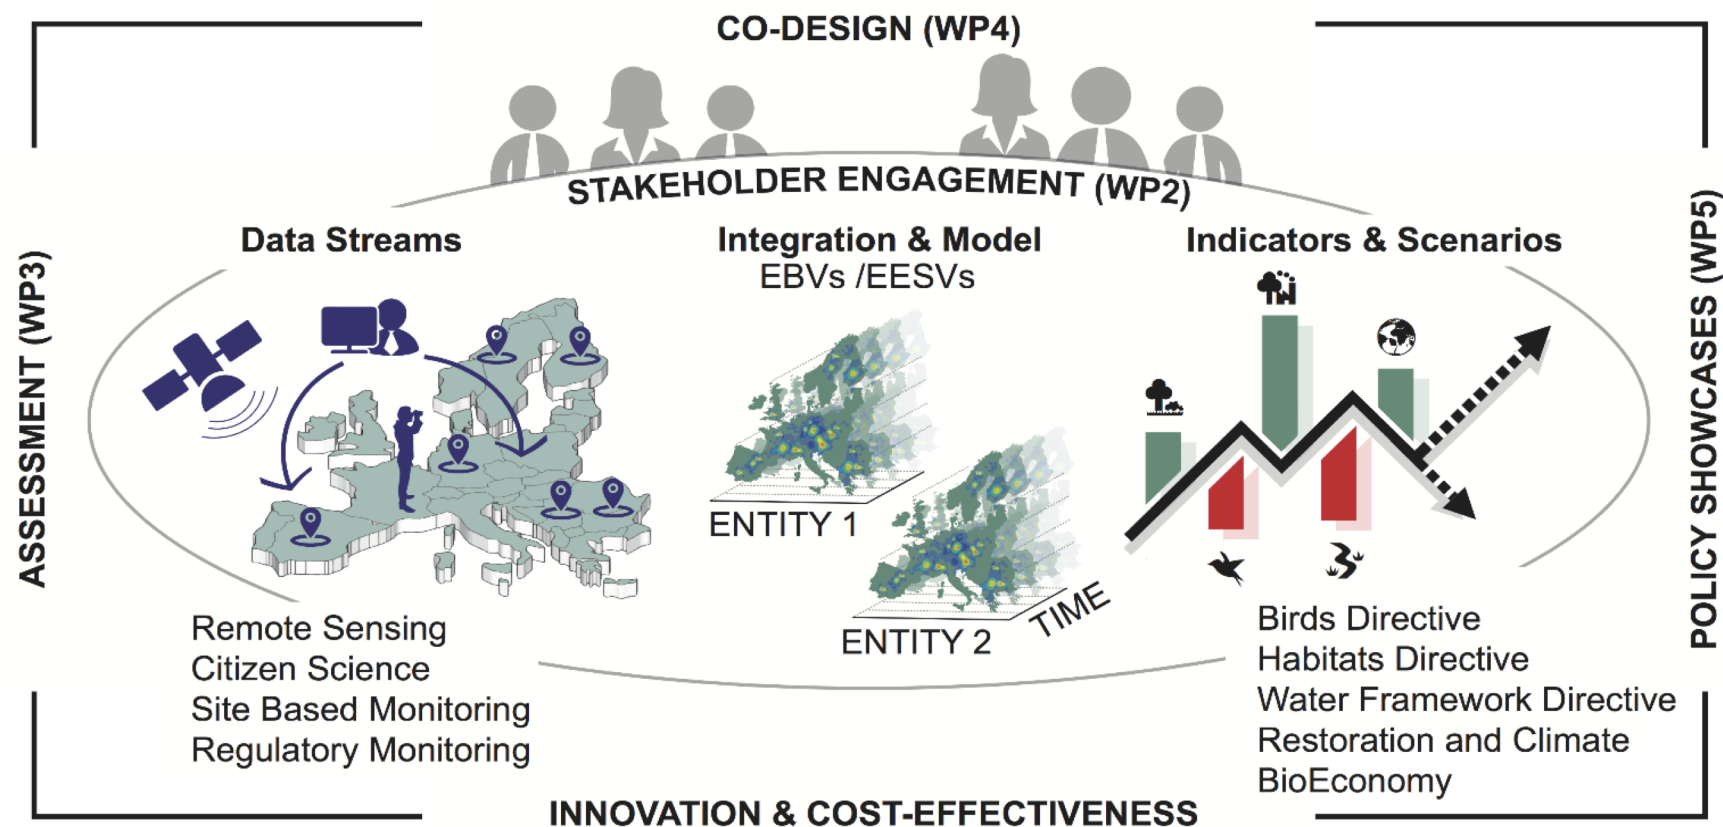 CO-DESIGN (WP4)
STAKEHOLDER ENGAGEMENT (WP2)
ASSESSMENT (WP3)
Data Streams
Remote Sensing
Citizen Science
Site Based Monitoring
Regulatory Monitoring
Integration & Model
EBVs /EESVs
ENTITY 1
ENTITY 2
TIME
Indicators & Scenarios
Birds Directive
Habitats Directive
Water Framework Directive
Restoration and Climate
BioEconomy
POLICY SHOWCASES (WP5)
INNOVATION & COST-EFFECTIVENESS